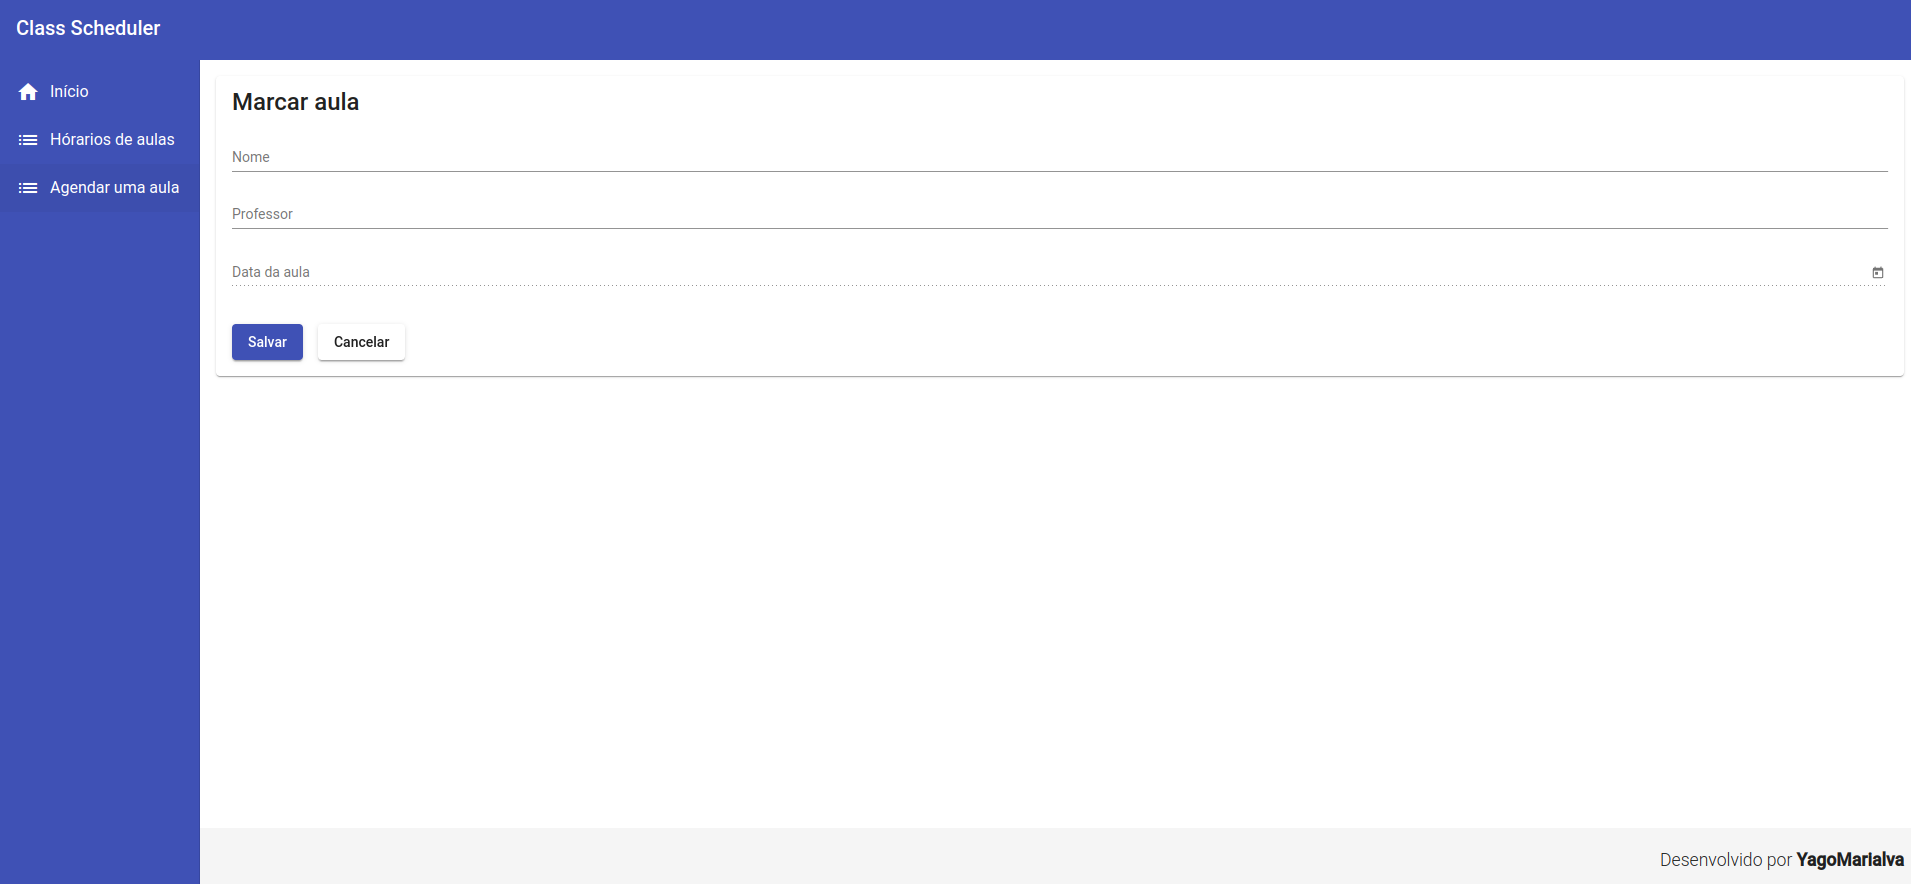 Class Scheduler
Início
Hórarios de aulas
Agendar uma aula
Marcar aula
Nome
Professor
Data da aula
Salvar Cancelar
Desenvolvido por YagoMarialva